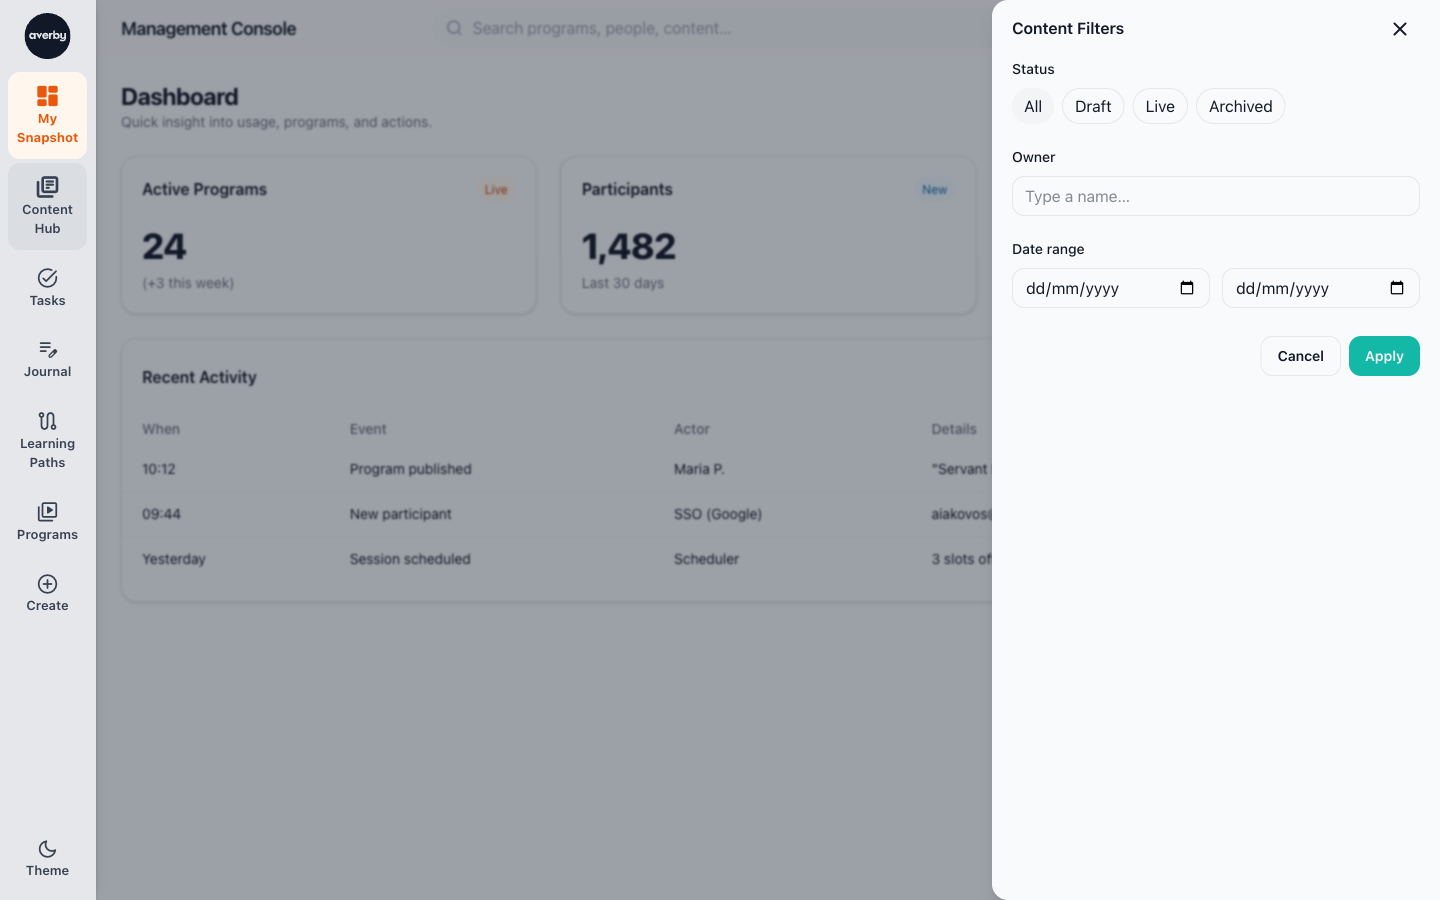 averby
My
Snapshot
Content
Hub
Tasks
Journal
Learning
Paths
Programs
Create
Theme
Management Console
Search programs, people, content...
Dashboard
Quick insight into usage, programs, and actions.
Active Programs
Live
24
(+3 this week)
Participants
New
1,482
Last 30 days
Recent Activity
When Event Actor Details
10:12 Program published Maria P. "Servant
09:44 New participant SSO (Google) aiakovos@
Yesterday Session scheduled Scheduler 3 slots of
Content Filters
Status
All Draft Live Archived
Owner
Type a name...
Date range
dd/mm/yyyy dd/mm/yyyy
Cancel Apply